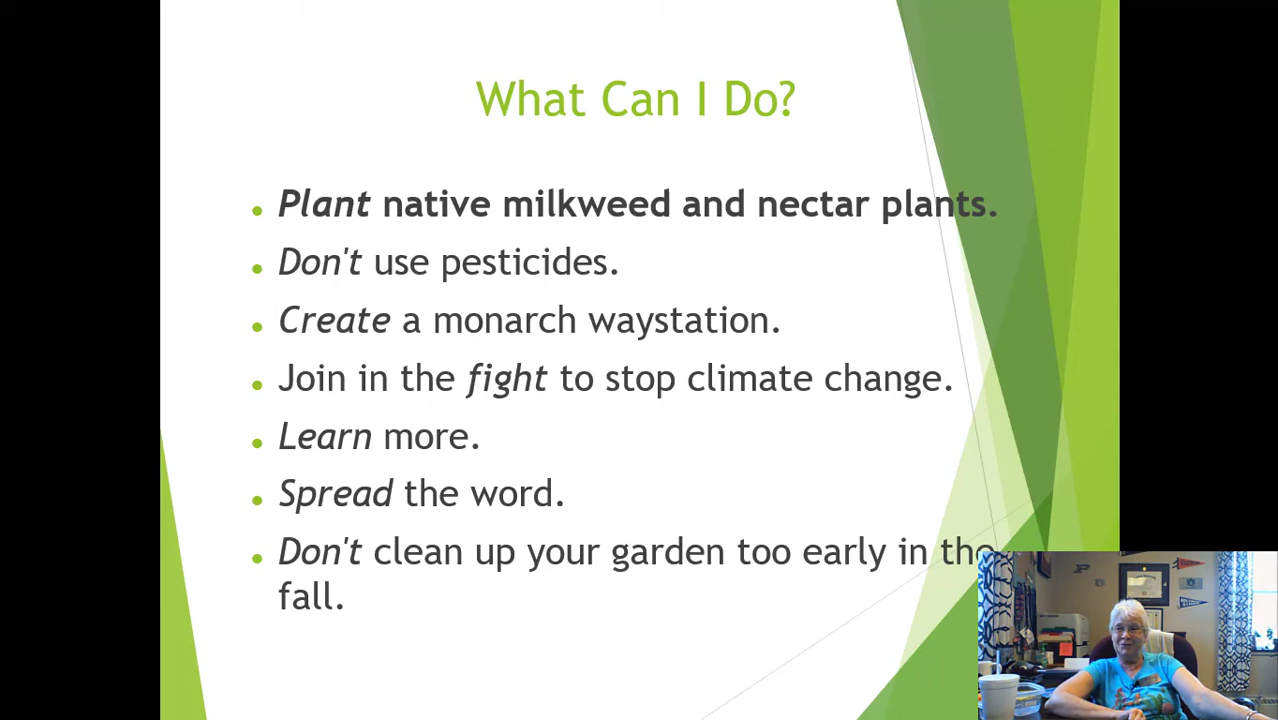 What Can I Do?
Plant native milkweed and nectar plants.
Don't use pesticides.
Create a monarch waystation.
Join in the fight to stop climate change.
Learn more.
Spread the word.
Don't clean up your garden too early in the
fall.